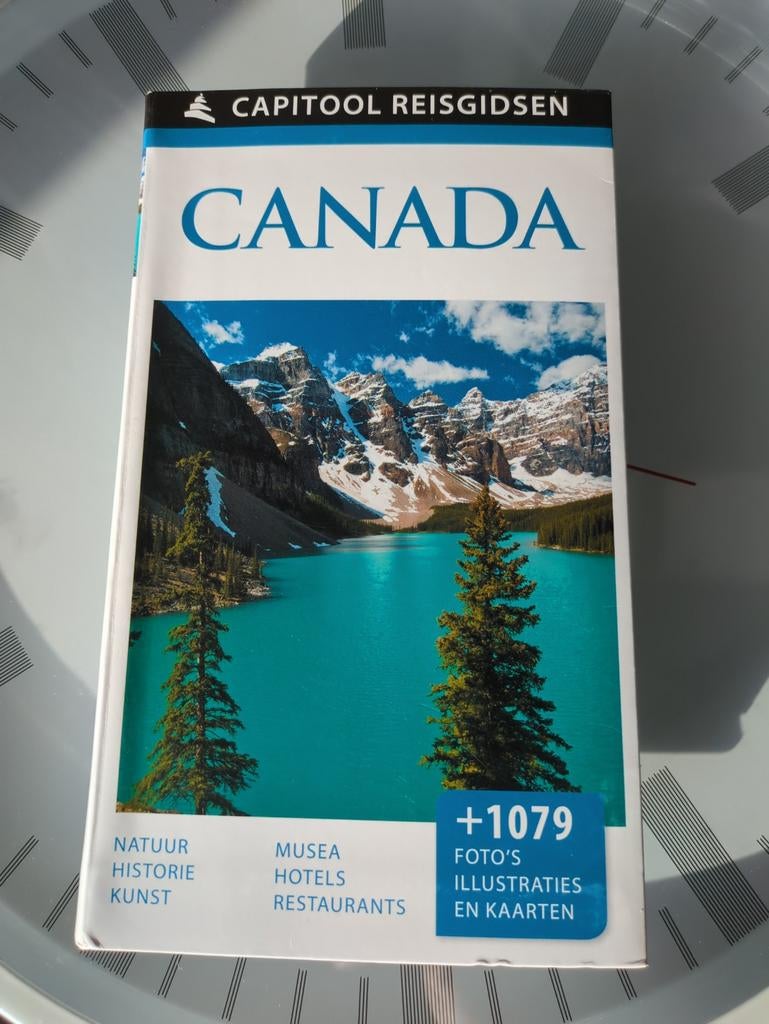 CAPITOOL REISGIDSEN
CANADA
NATUUR
HISTORIE
KUNST
MUSEA
HOTELS
RESTAURANTS
+1079
FOTO'S
ILLUSTRATIES
EN KAARTEN